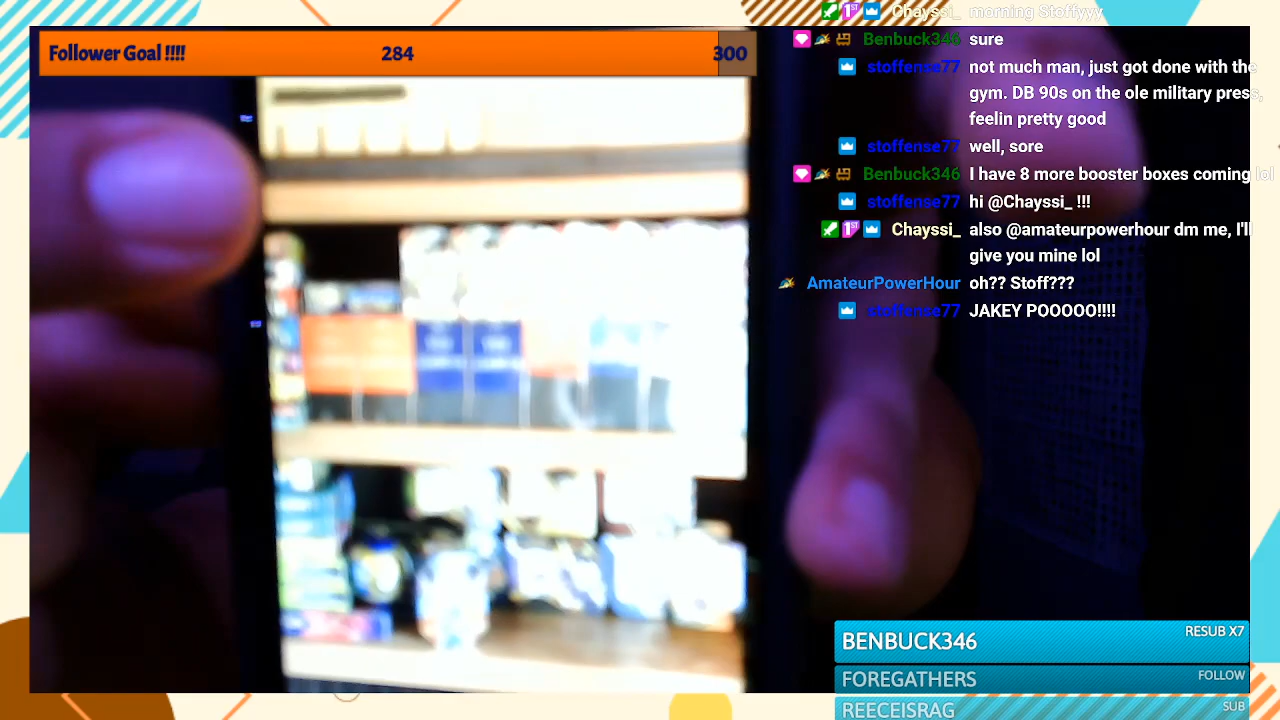 Chayssi_ morning Stoffyyy
Follower Goal !!!! 284 300
Benbuck346 sure
stoffense77 not much man, just got done with the
gym. DB 90s on the ole military press,
feelin pretty good
stoffense77 well, sore
Benbuck346 I have 8 more booster boxes coming lol
stoffense77 hi @Chayssi_ !!!
Chayssi_ also @amateurpowerhour dm me, I'll
give you mine lol
AmateurPowerHour oh?? Stoff???
stoffense77 JAKEY POOOOO!!!!
BENBUCK346 RESUB X7
FOREGATHERS FOLLOW
REECEISRAG SUB